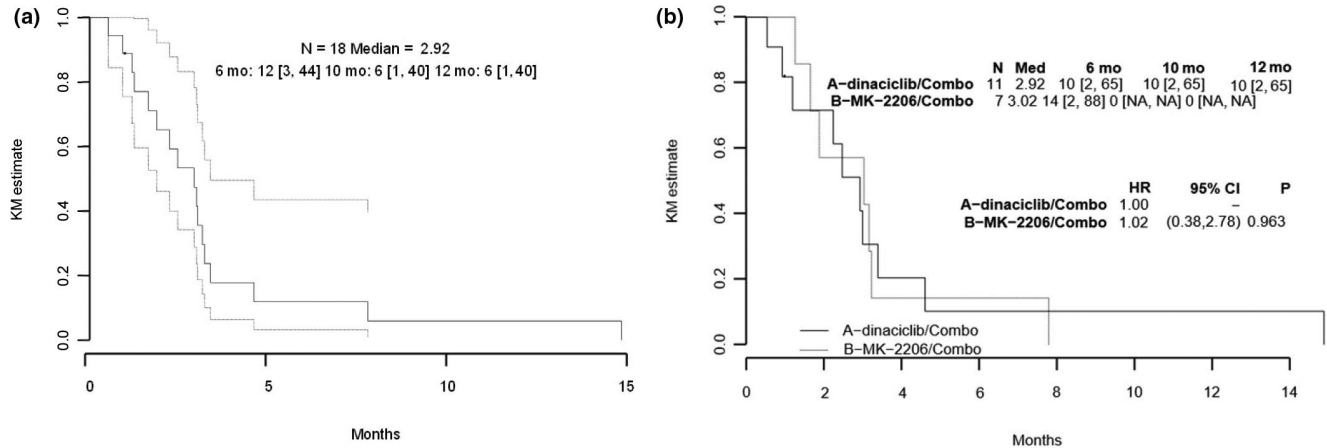 (a)
N = 18 Median = 2.92
6 mo: 12 [3, 44] 10 mo: 6 [1, 40] 12 mo: 6 [1,40]
KM estimate
1.0
0.8
0.6
0.4
0.2
0.0
0 5 10 15
Months
(b)
N Med 6 mo 10 mo 12 mo
A-dinaciclib/Combo 11 2.92 10 [2, 65] 10 [2, 65] 10 [2, 65]
B-MK-2206/Combo 7 3.02 14 [2, 88] 0 [NA, NA] 0 [NA, NA]
HR 95% CI P
A-dinaciclib/Combo 1.00 –
B-MK-2206/Combo 1.02 (0.38,2.78) 0.963
KM estimate
1.0
0.8
0.6
0.4
0.2
0.0
A-dinaciclib/Combo
B-MK-2206/Combo
0 2 4 6 8 10 12 14
Months